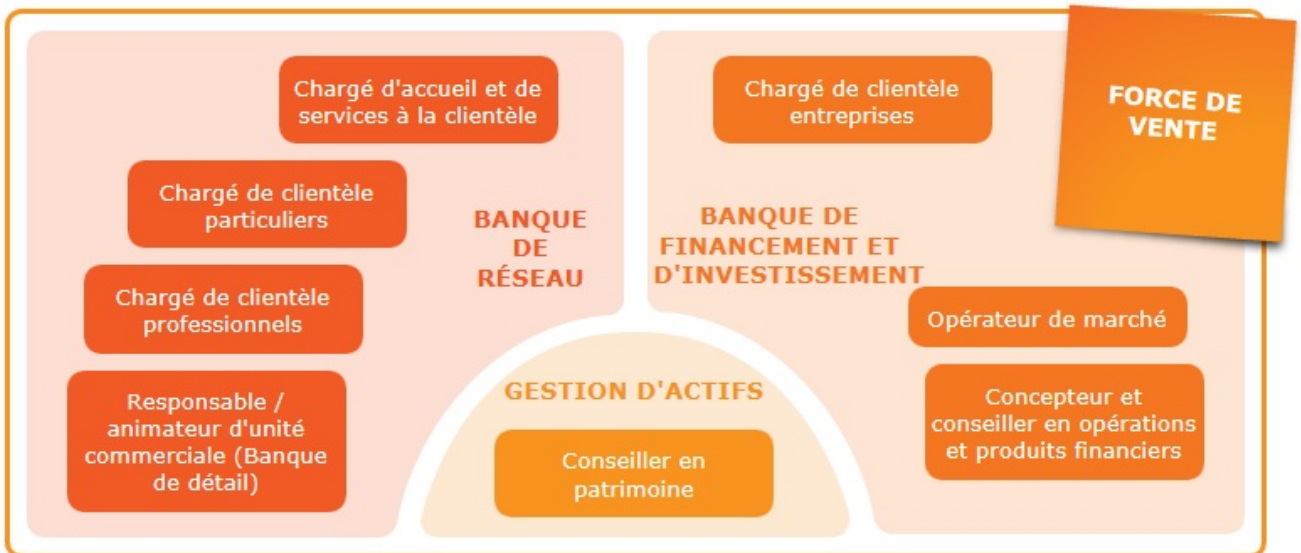 FORCE DE
VENTE
Chargé d'accueil et de
services à la clientèle
Chargé de clientèle
particuliers
Chargé de clientèle
professionnels
Responsable /
animateur d'unité
commerciale (Banque
de détail)
BANQUE
DE
RÉSEAU
Chargé de clientèle
entreprises
BANQUE DE
FINANCEMENT ET
D'INVESTISSEMENT
Opérateur de marché
Concepteur et
conseiller en opérations
et produits financiers
GESTION D'ACTIFS
Conseiller en
patrimoine